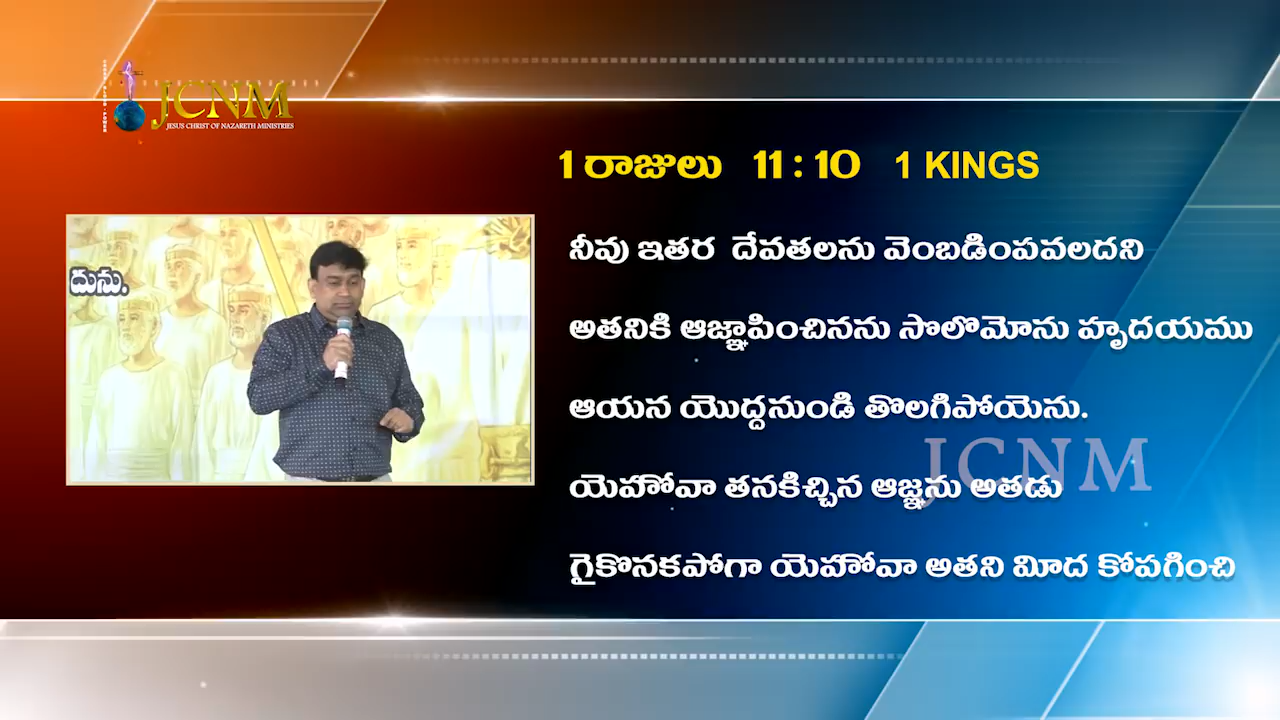 JCNM
JESUS CHRIST OF NAZARETH MINISTRIES
1 రాజులు 11 : 10 1 KINGS
దును.
నీవు ఇతర దేవతలను వెంబడింపవలదని
అతనికి ఆజ్ఞాపించినను సొలొమోను హృదయము
ఆయన యొద్దనుండి తొలగిపోయెను.
JCNM
యెహోవా తనకిచ్చిన ఆజ్ఞను అతడు
గైకొనకపోగా యెహోవా అతని మీద కోపగించి